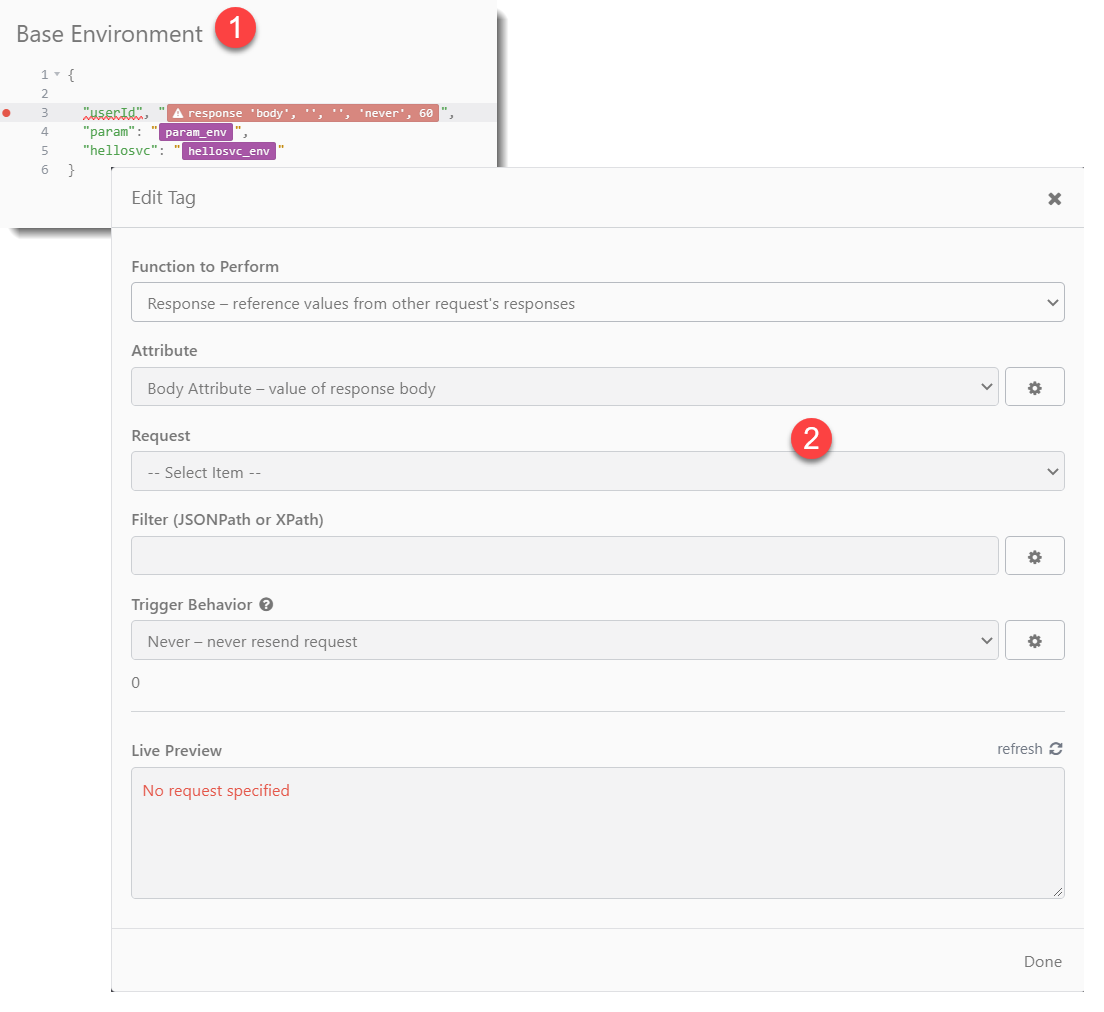 Base Environment
1
1 {
2
3 "userId", "response 'body', '', '', 'never', 60 ",
4 "param": "param_env ",
5 "hellosvc": "hellosvc_env "
6 }
Edit Tag
Function to Perform
Response – reference values from other request's responses
Attribute
Body Attribute – value of response body
Request
2
-- Select Item --
Filter (JSONPath or XPath)
Trigger Behavior
Never – never resend request
0
Live Preview
refresh
No request specified
Done